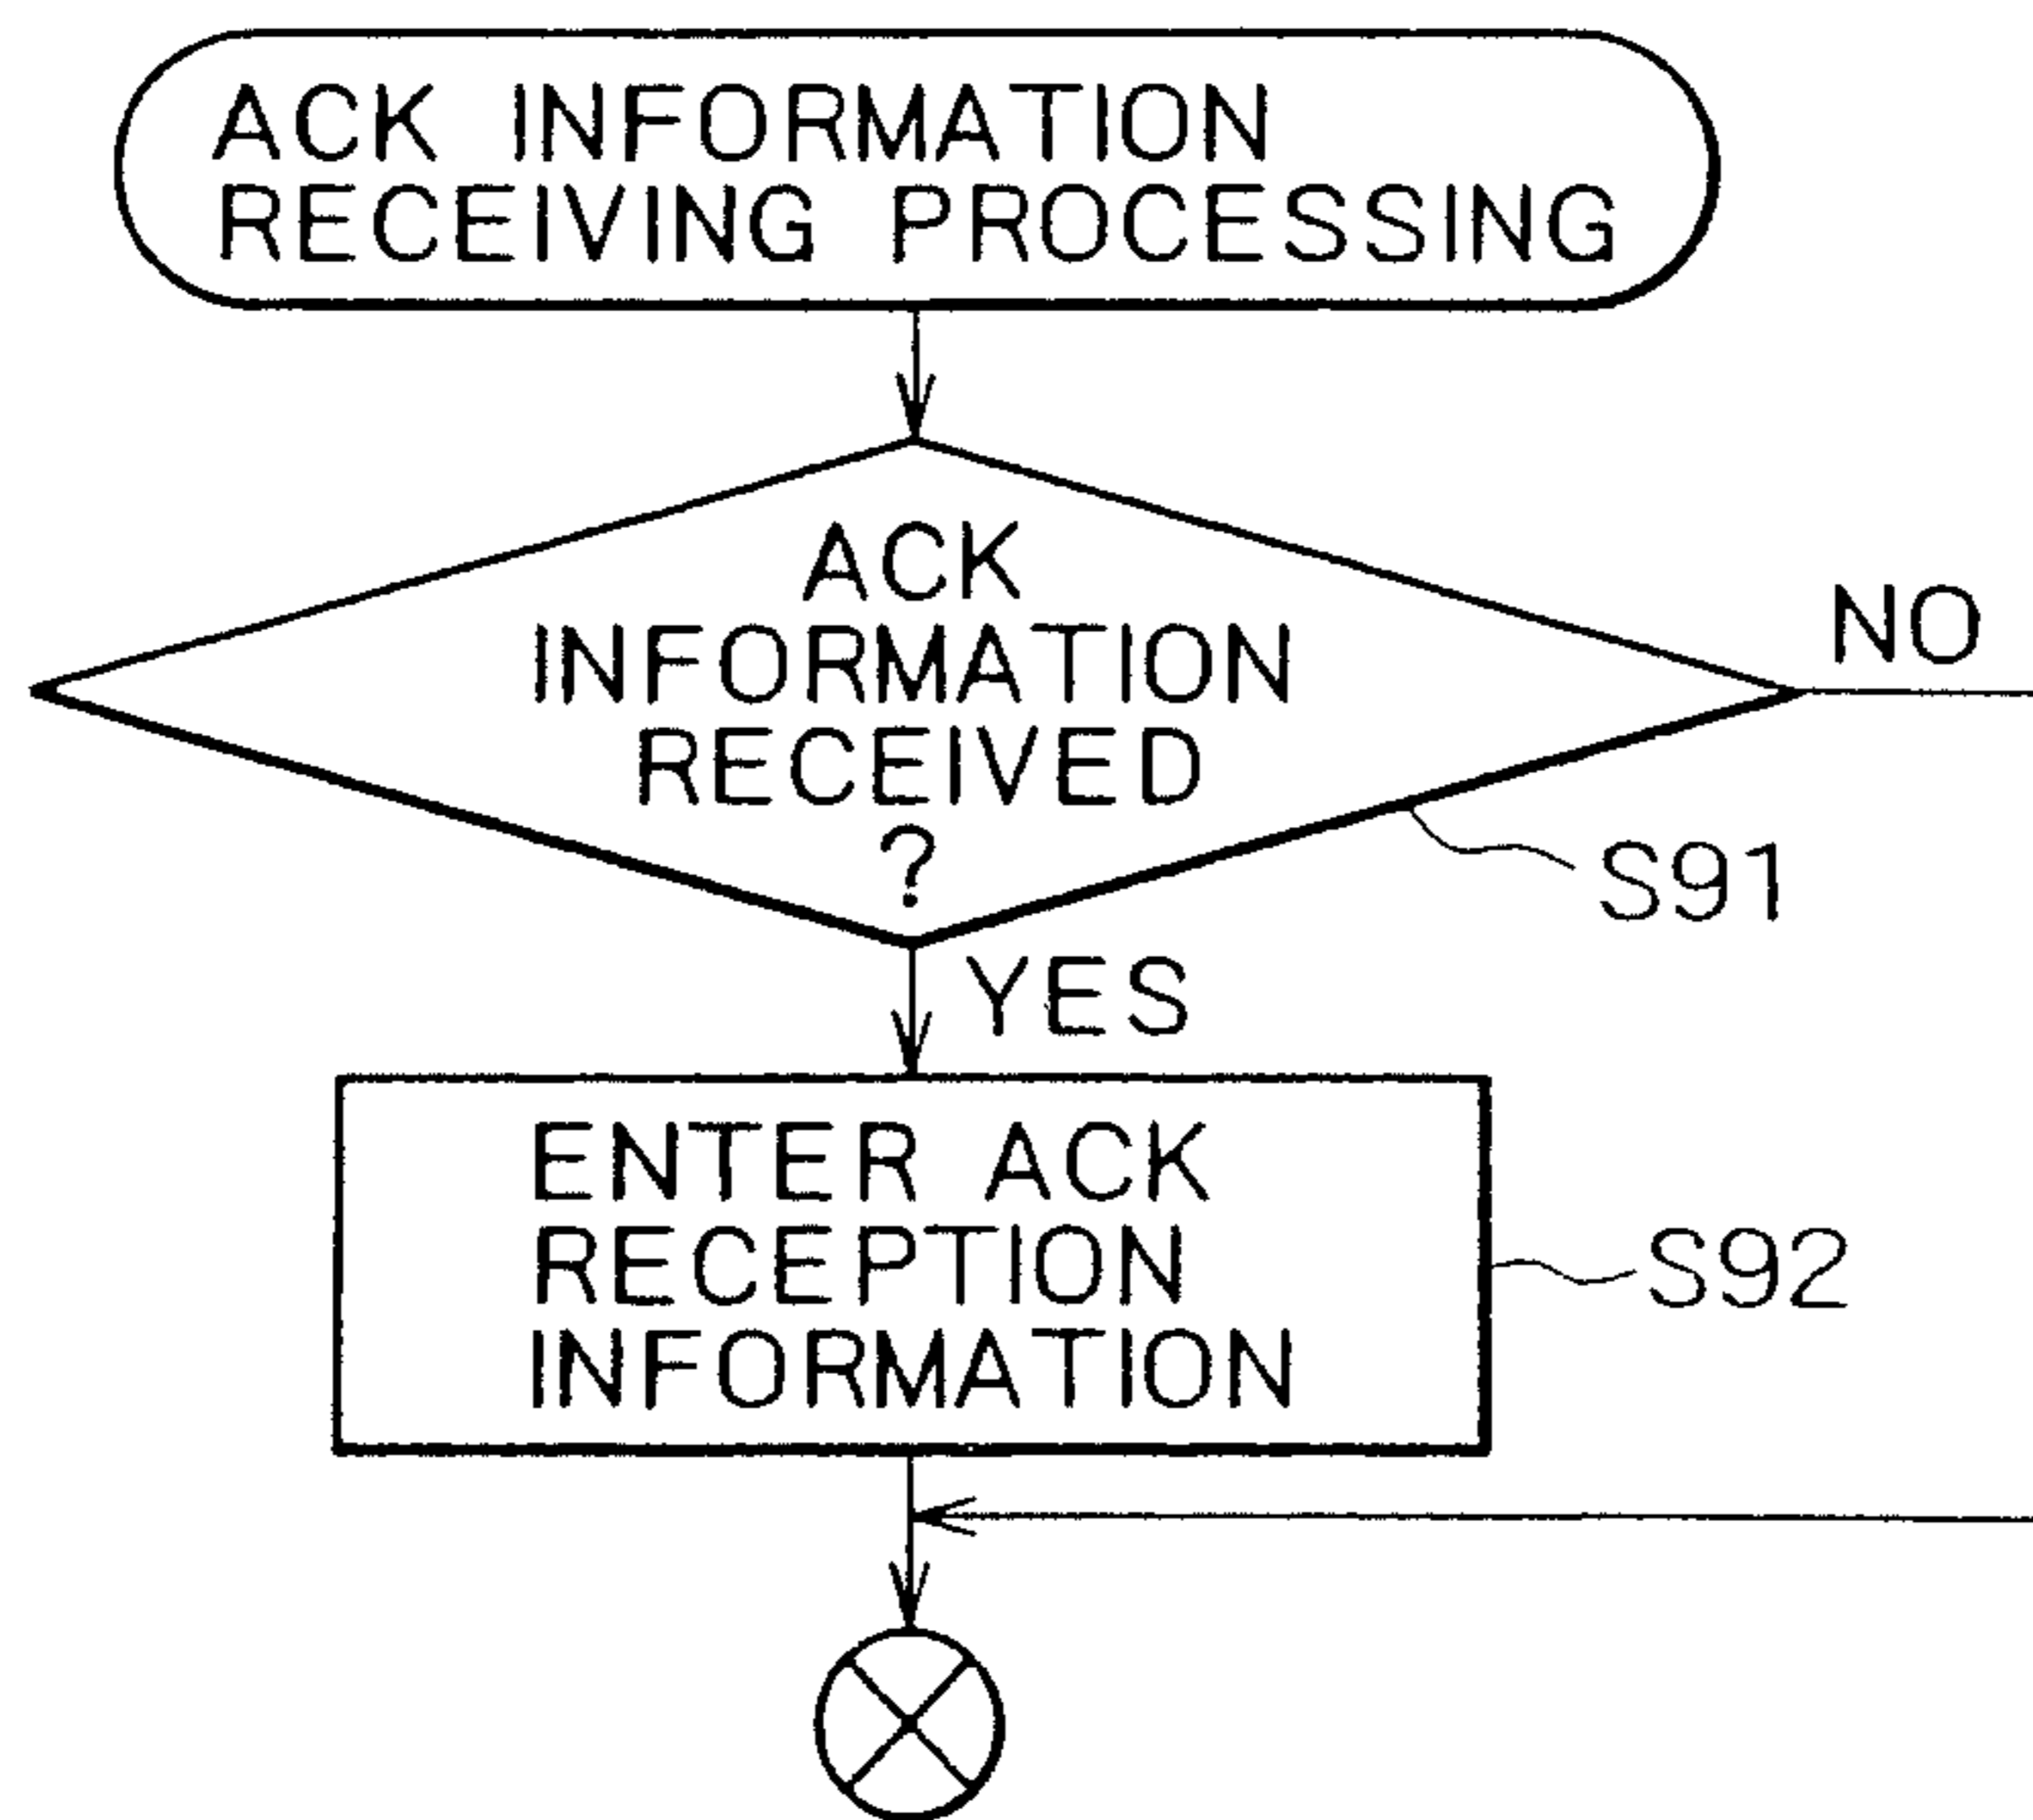 ACK INFORMATION
RECEIVING PROCESSING
ACK
INFORMATION
RECEIVED
?
NO
S91
YES
ENTER ACK
RECEPTION
INFORMATION
S92